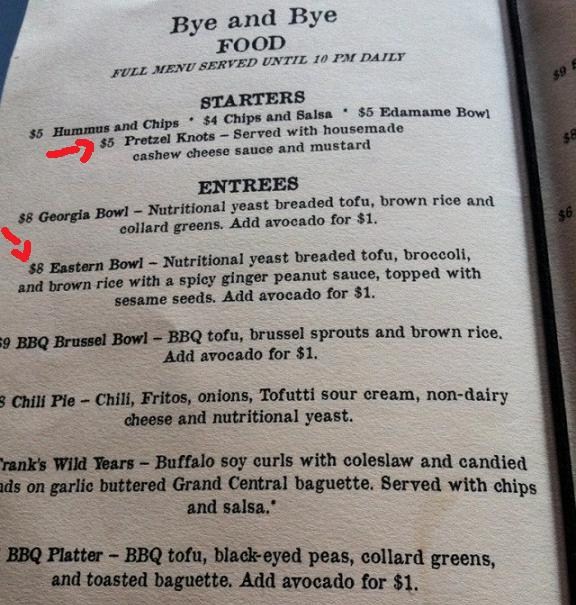 Bye and Bye
FOOD
FULL MENU SERVED UNTIL 10 PM DAILY
STARTERS
$5 Hummus and Chips * $4 Chips and Salsa * $5 Edamame Bowl
$5 Pretzel Knots – Served with housemade
cashew cheese sauce and mustard
ENTREES
$8 Georgia Bowl – Nutritional yeast breaded tofu, brown rice and
collard greens. Add avocado for $1.
$8 Eastern Bowl – Nutritional yeast breaded tofu, broccoli,
and brown rice with a spicy ginger peanut sauce, topped with
sesame seeds. Add avocado for $1.
$9 BBQ Brussel Bowl – BBQ tofu, brussel sprouts and brown rice.
Add avocado for $1.
8 Chili Pie – Chili, Fritos, onions, Tofutti sour cream, non-dairy
cheese and nutritional yeast.
Frank's Wild Years – Buffalo soy curls with coleslaw and candied
on garlic buttered Grand Central baguette. Served with chips
and salsa.*
BBQ Platter – BBQ tofu, black-eyed peas, collard greens,
and toasted baguette. Add avocado for $1.
$9
$8
$6